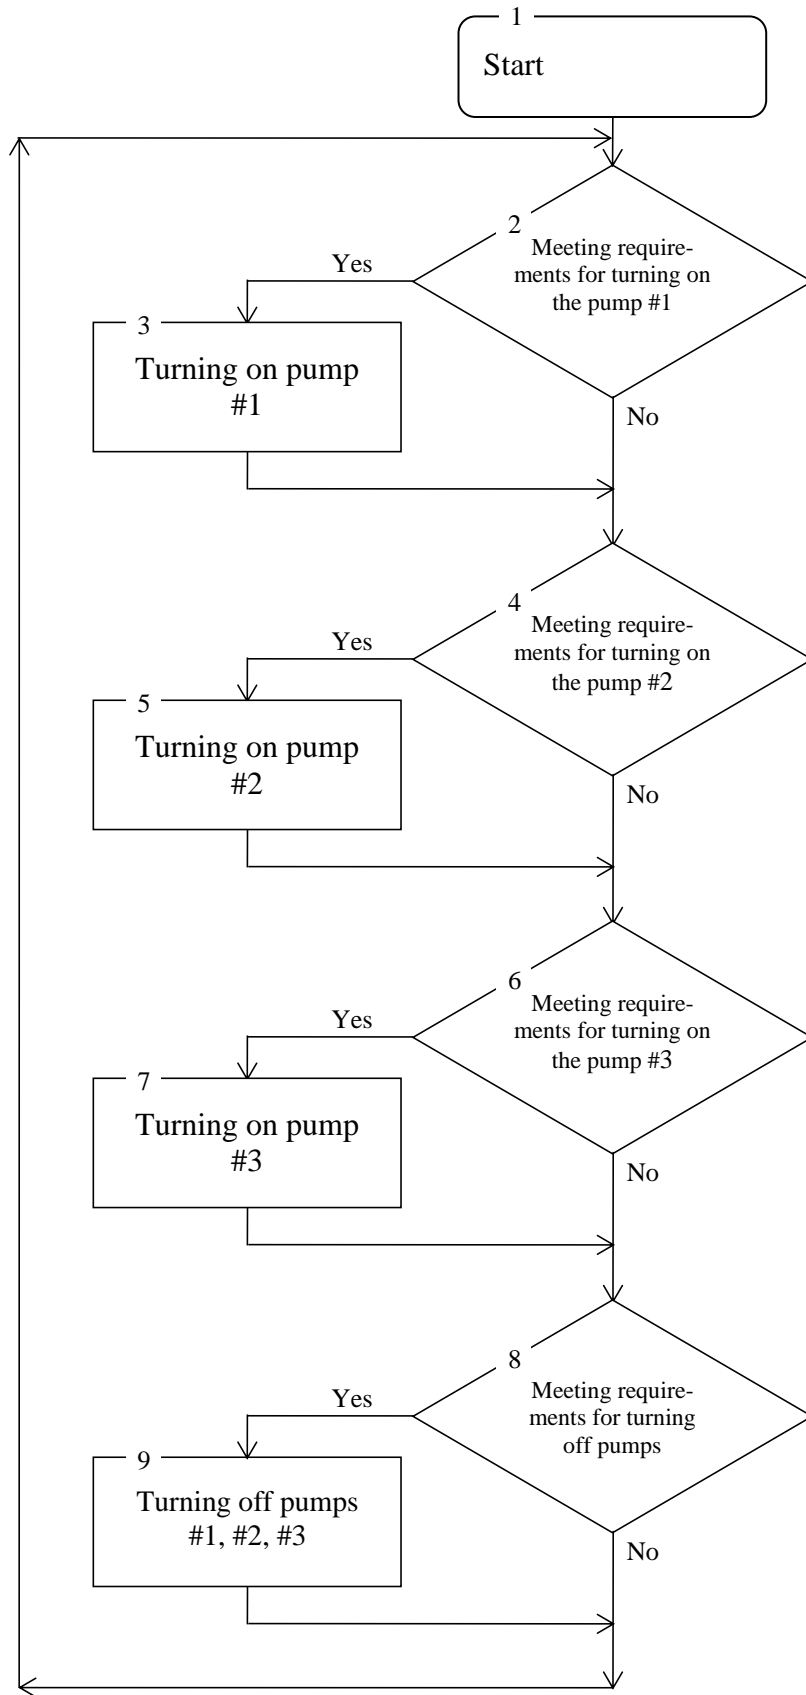 1
Start
2
Meeting require-
ments for turning on
the pump #1
Yes
3
Turning on pump
#1
No
4
Meeting require-
ments for turning on
the pump #2
Yes
5
Turning on pump
#2
No
6
Meeting require-
ments for turning on
the pump #3
Yes
7
Turning on pump
#3
No
8
Meeting require-
ments for turning
off pumps
Yes
9
Turning off pumps
#1, #2, #3
No